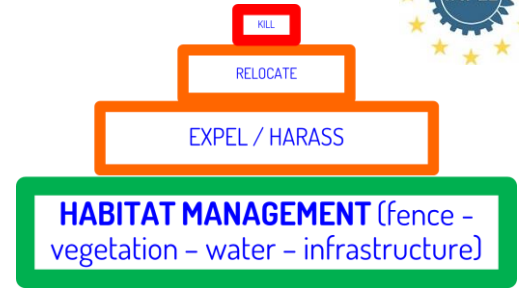 KILL
RELOCATE
EXPEL / HARASS
HABITAT MANAGEMENT (fence -
vegetation – water – infrastructure)